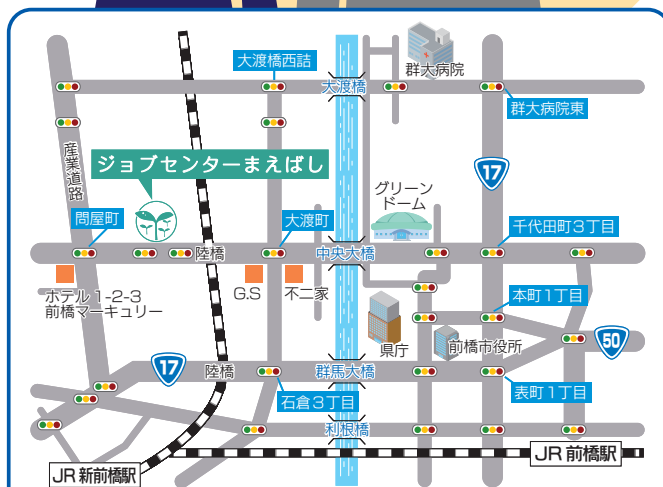 大渡橋西詰
群大病院
大渡橋
群大病院東
産業道路
ジョブセンターまえばし
17
グリーン
ドーム
問屋町
大渡町
千代田町3丁目
陸橋
中央大橋
ホテル 1-2-3
前橋マーキュリー
G.S
不二家
本町1丁目
県庁
前橋市役所
50
17
陸橋
群馬大橋
石倉3丁目
表町1丁目
利根橋
JR 新前橋駅
JR 前橋駅